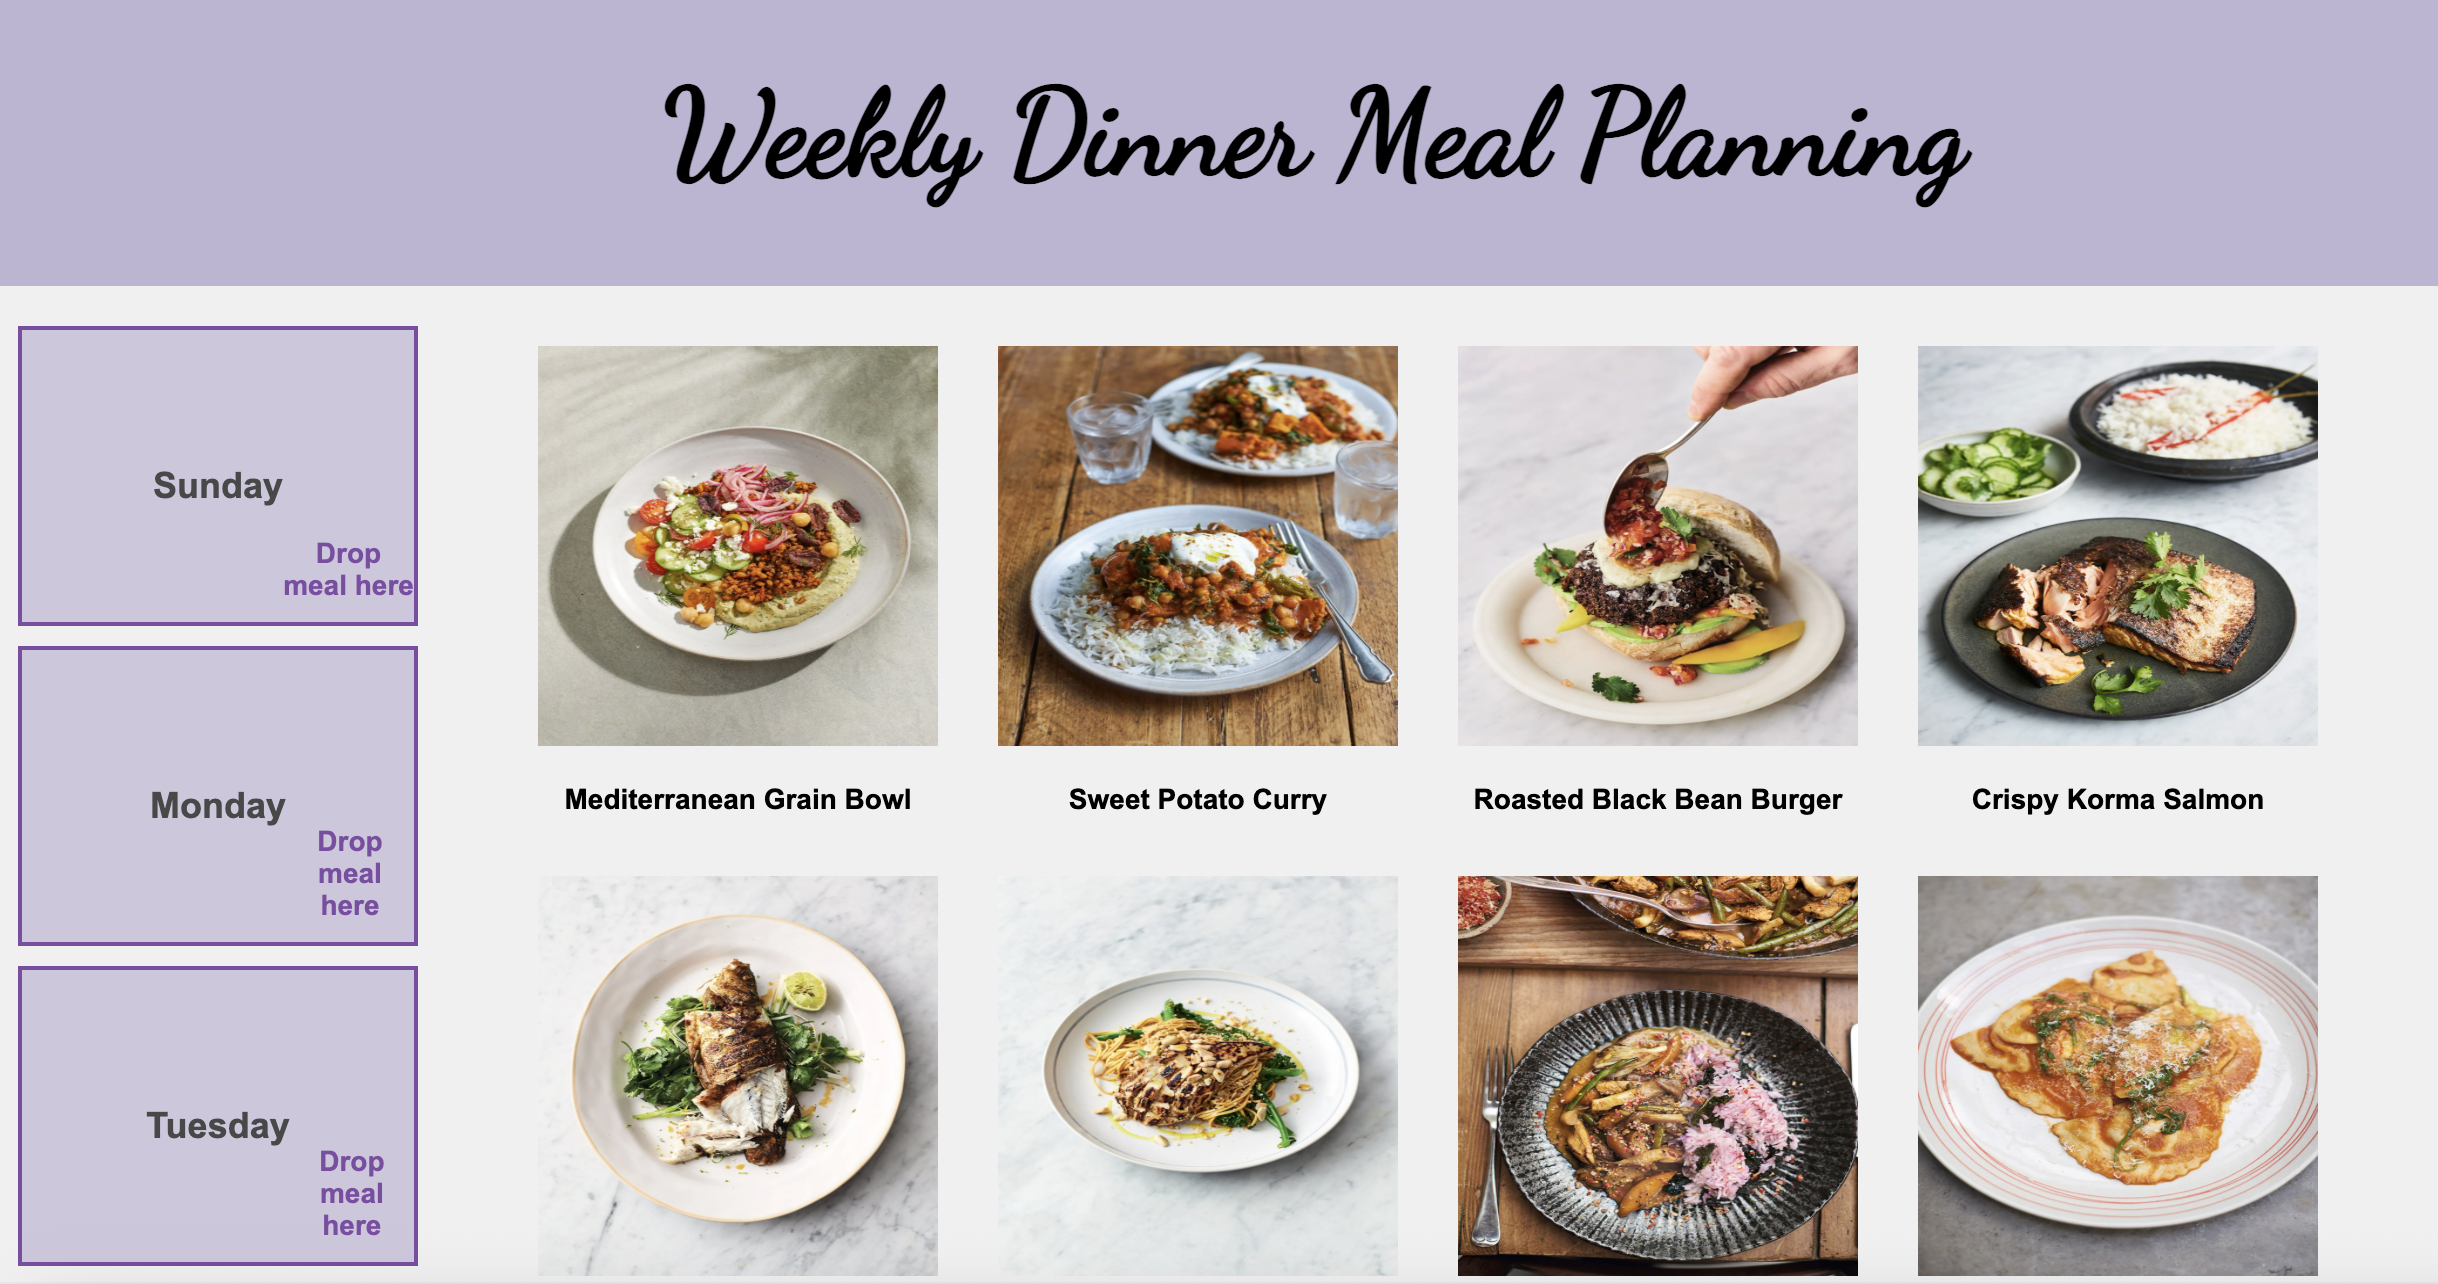 Weekly Dinner Meal Planning
Sunday
Drop
meal here
Monday
Drop
meal
here
Tuesday
Drop
meal
here
Mediterranean Grain Bowl
Sweet Potato Curry
Roasted Black Bean Burger
Crispy Korma Salmon